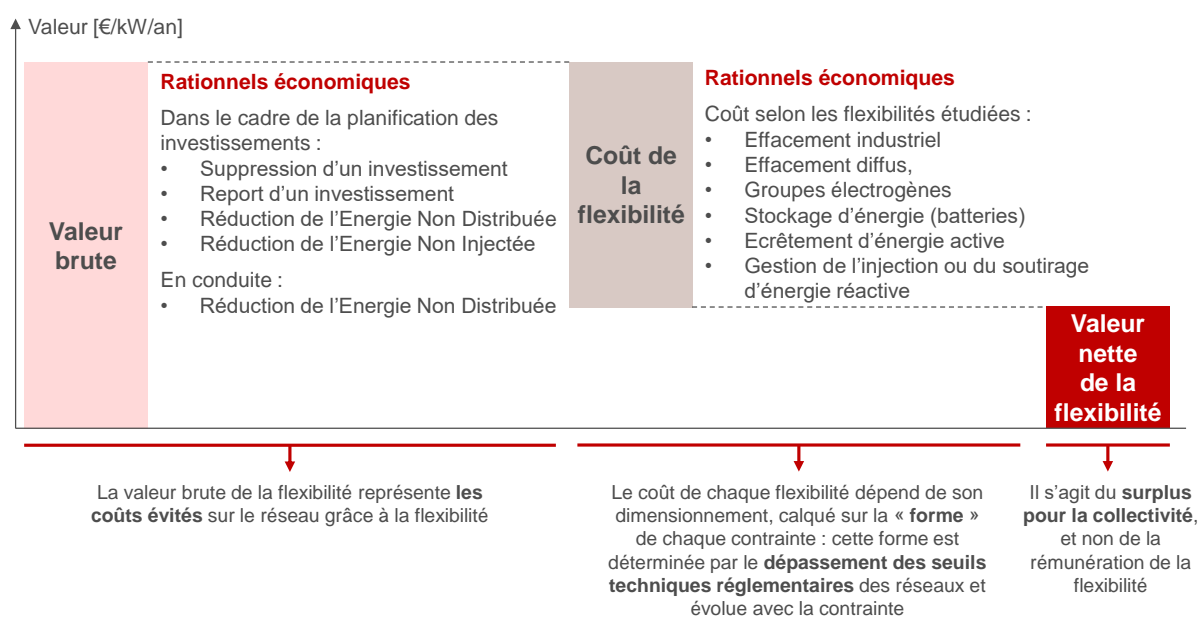 Valeur [€/kW/an]
Valeur
brute
Rationnels économiques
Dans le cadre de la planification des
investissements :
• Suppression d'un investissement
• Report d'un investissement
• Réduction de l'Energie Non Distribuée
• Réduction de l'Energie Non Injectée
En conduite :
• Réduction de l'Energie Non Distribuée
Coût de
la
flexibilité
Rationnels économiques
Coût selon les flexibilités étudiées :
• Effacement industriel
• Effacement diffus,
• Groupes électrogènes
• Stockage d'énergie (batteries)
• Ecrêtement d'énergie active
• Gestion de l'injection ou du soutirage
d'énergie réactive
Valeur
nette
de la
flexibilité
La valeur brute de la flexibilité représente les
coûts évités sur le réseau grâce à la flexibilité
Le coût de chaque flexibilité dépend de son
dimensionnement, calqué sur la « forme »
de chaque contrainte : cette forme est
déterminée par le dépassement des seuils
techniques réglementaires des réseaux et
évolue avec la contrainte
Il s'agit du surplus
pour la collectivité,
et non de la
rémunération de la
flexibilité